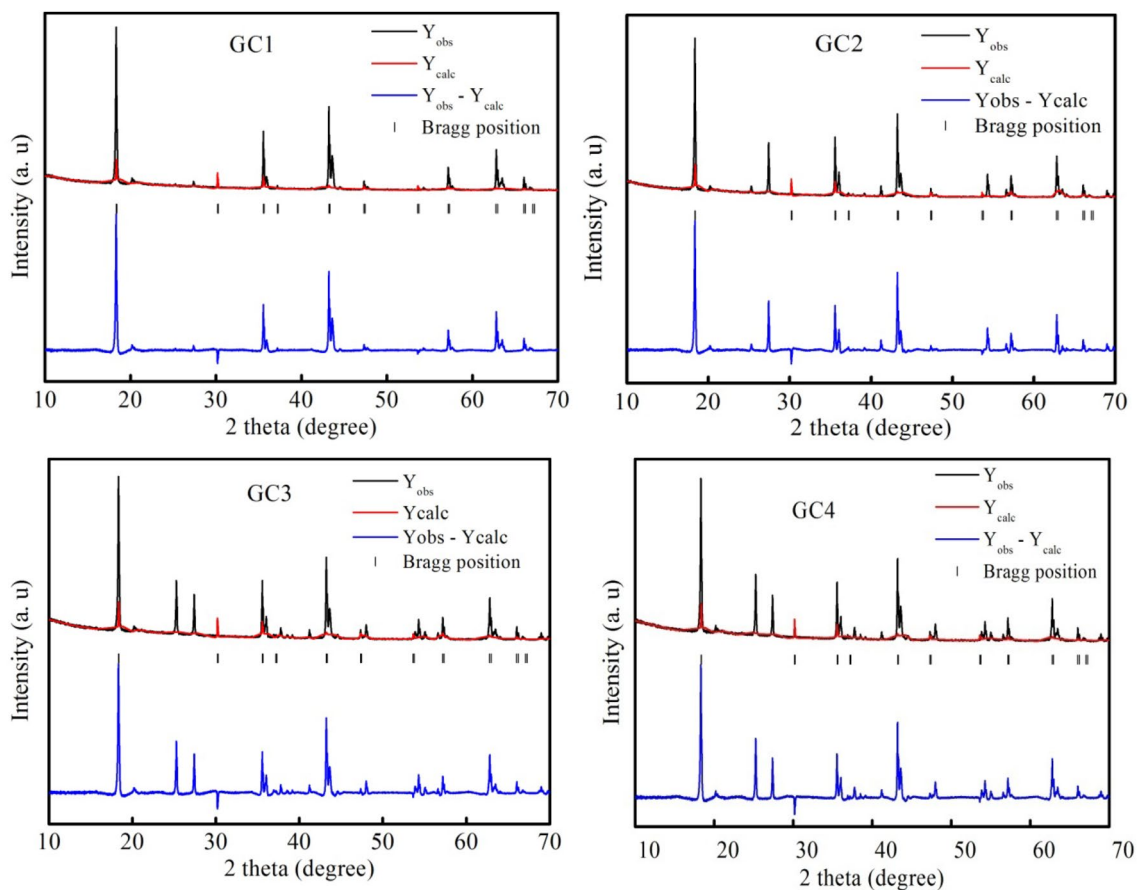 GC1
Y_obs
Y_calc
Y_obs - Y_calc
Bragg position
Intensity (a. u)
10 20 30 40 50 60 70
2 theta (degree)
GC2
Y_obs
Y_calc
Yobs - Ycalc
Bragg position
Intensity (a. u)
10 20 30 40 50 60 70
2 theta (degree)
GC3
Y_obs
Ycalc
Yobs - Ycalc
Bragg position
Intensity (a. u)
10 20 30 40 50 60 70
2 theta (degree)
GC4
Y_obs
Y_calc
Y_obs - Y_calc
Bragg position
Intensity (a. u)
10 20 30 40 50 60 70
2 theta (degree)